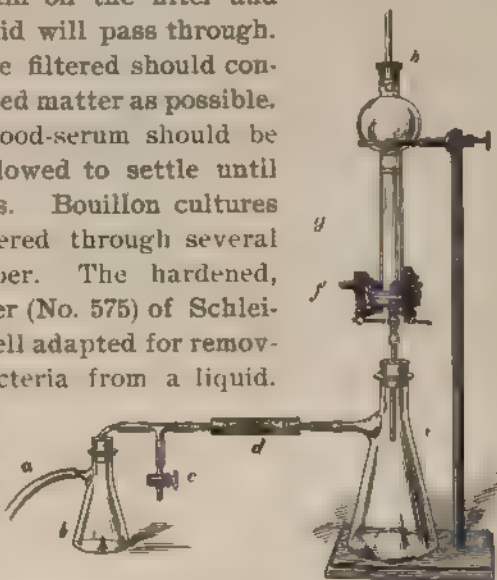 on the filter and
id will pass through.
e filtered should con-
ed matter as possible.
ood-serum should be
lowed to settle until
s. Bouillon cultures
ered through several
per. The hardened,
er (No. 575) of Schlei-
ell adapted for remov-
cteria from a liquid.
h
g
f
d
a
c
b